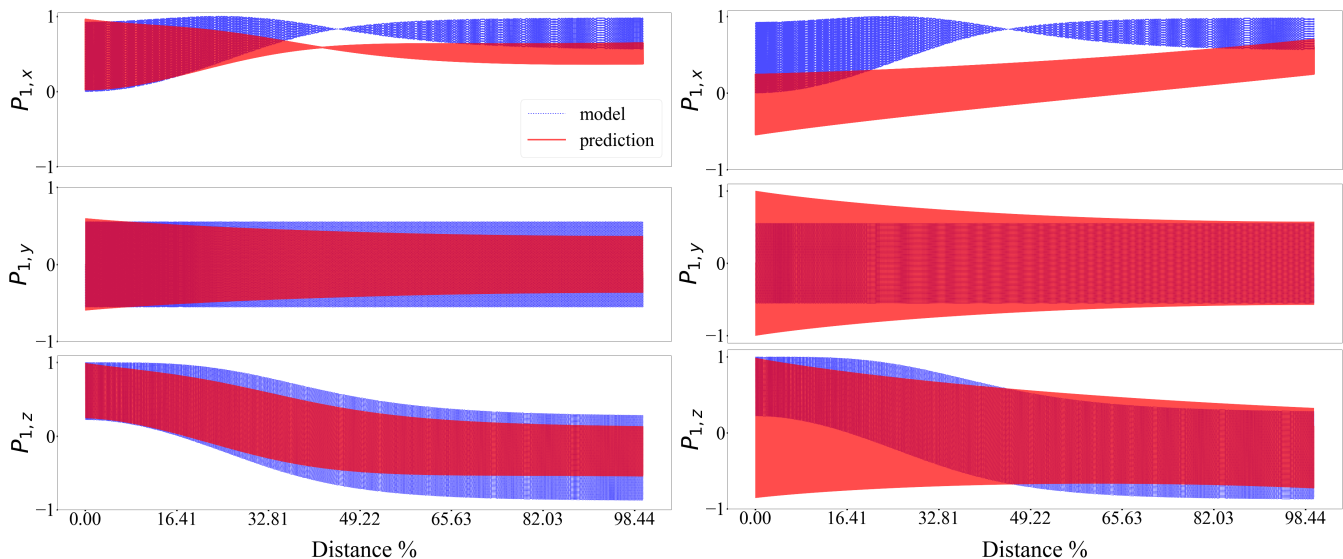 1
0
−1
P1,x
model
prediction
1
0
−1
P1,x
1
0
−1
P1,y
1
0
−1
P1,y
1
0
−1
P1,z
0.00 16.41 32.81 49.22 65.63 82.03 98.44
Distance %
1
0
−1
P1,z
0.00 16.41 32.81 49.22 65.63 82.03 98.44
Distance %